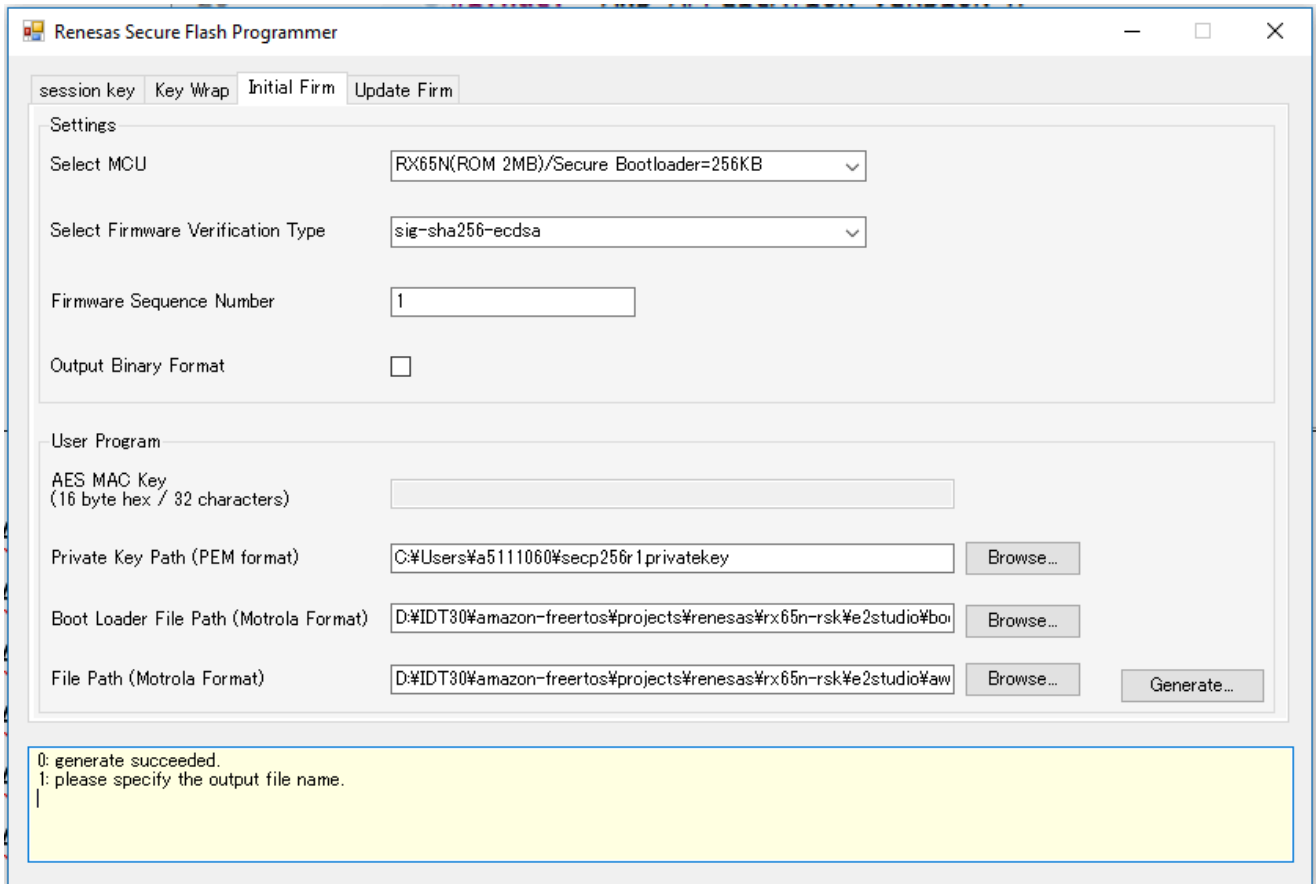 Renesas Secure Flash Programmer
session key Key Wrap Initial Firm Update Firm
Settings
Select MCU RX65N(ROM 2MB)/Secure Bootloader=256KB
Select Firmware Verification Type sig-sha256-ecdsa
Firmware Sequence Number 1
Output Binary Format
User Program
AES MAC Key
(16 byte hex / 32 characters)
Private Key Path (PEM format) C:¥Users¥a5111060¥secp256r1.privatekey Browse...
Boot Loader File Path (Motrola Format) D:¥IDT30¥amazon-freertos¥projects¥renesas¥rx65n-rsk¥e2studio¥boo Browse...
File Path (Motrola Format) D:¥IDT30¥amazon-freertos¥projects¥renesas¥rx65n-rsk¥e2studio¥aw Browse...
Generate...
0: generate succeeded.
1: please specify the output file name.